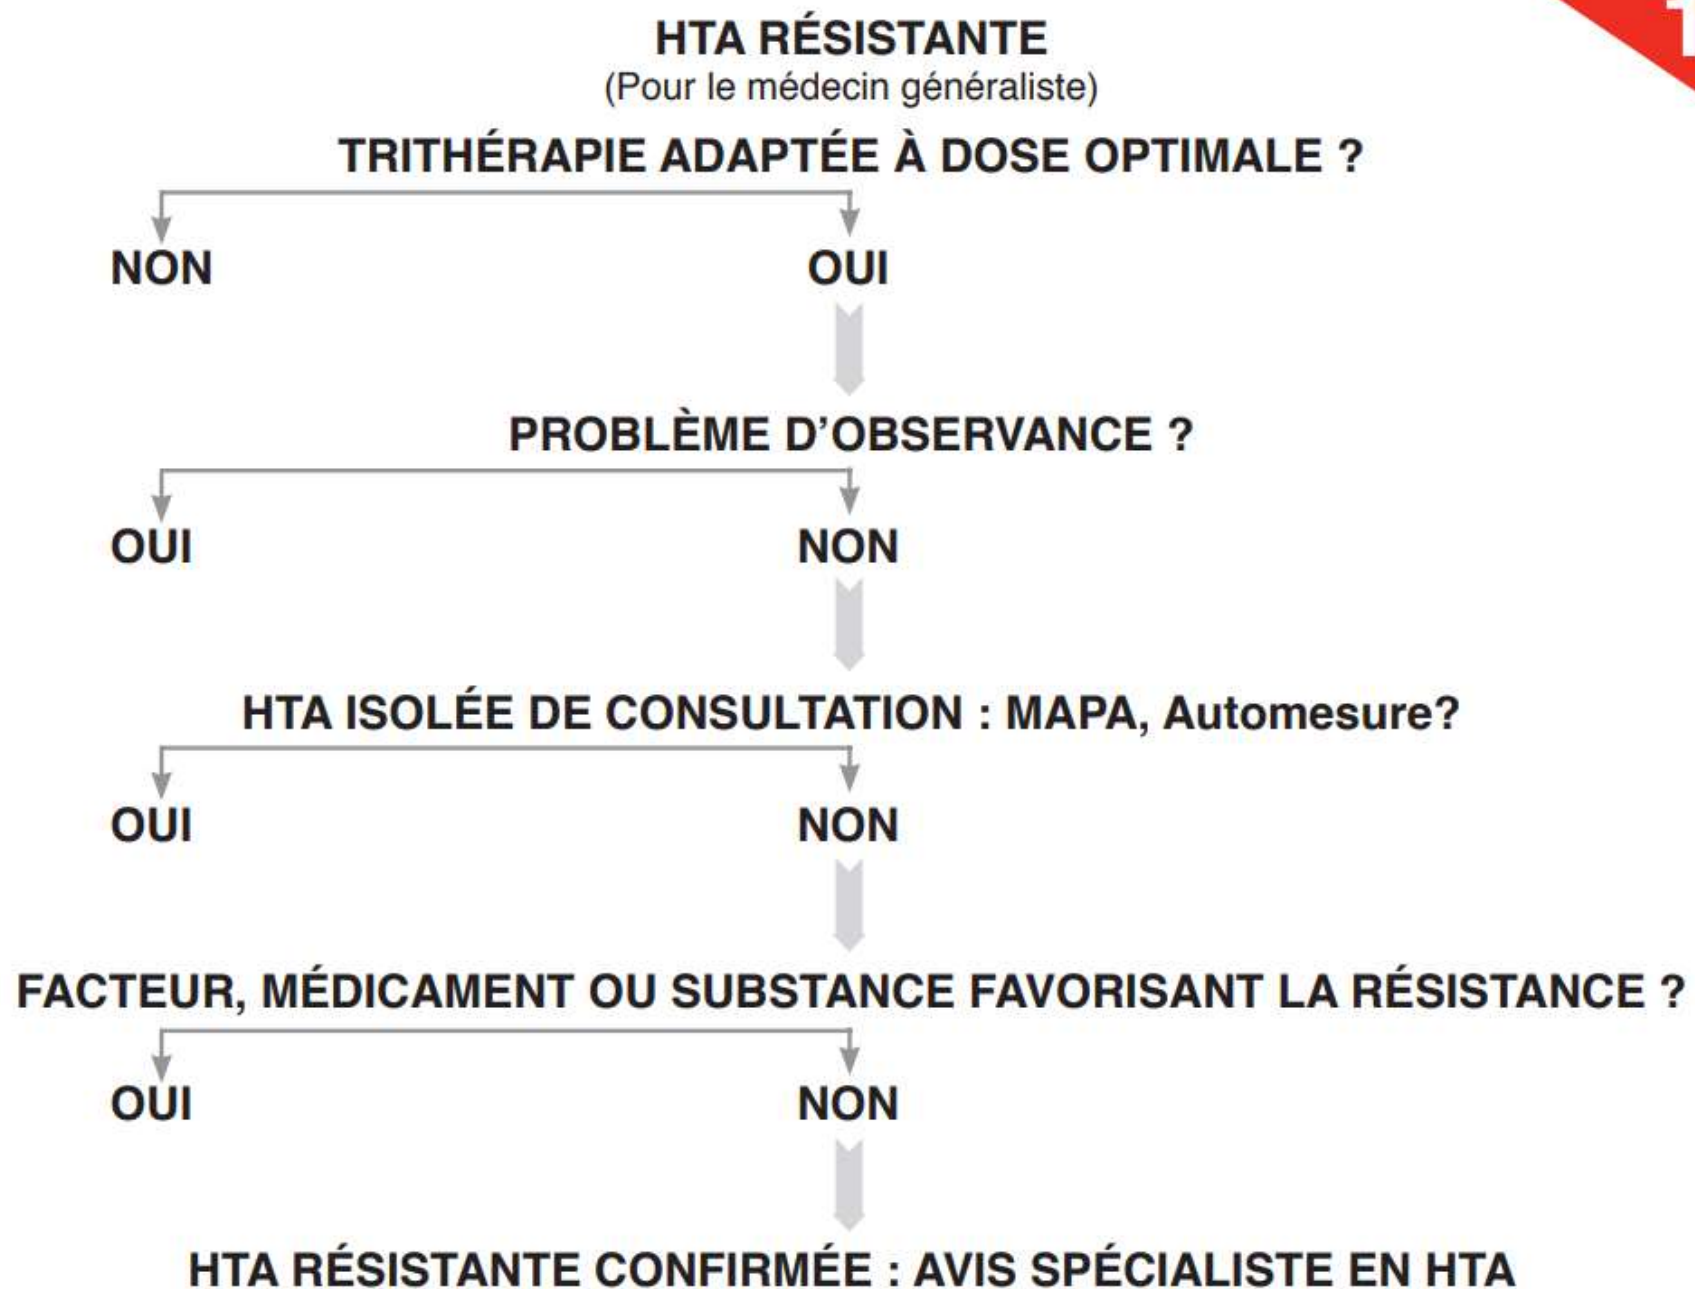 HTA RÉSISTANTE
(Pour le médecin généraliste)
TRITHÉRAPIE ADAPTÉE À DOSE OPTIMALE ?
NON OUI
PROBLÈME D’OBSERVANCE ?
OUI NON
HTA ISOLÉE DE CONSULTATION : MAPA, Automesure?
OUI NON
FACTEUR, MÉDICAMENT OU SUBSTANCE FAVORISANT LA RÉSISTANCE ?
OUI NON
HTA RÉSISTANTE CONFIRMÉE : AVIS SPÉCIALISTE EN HTA